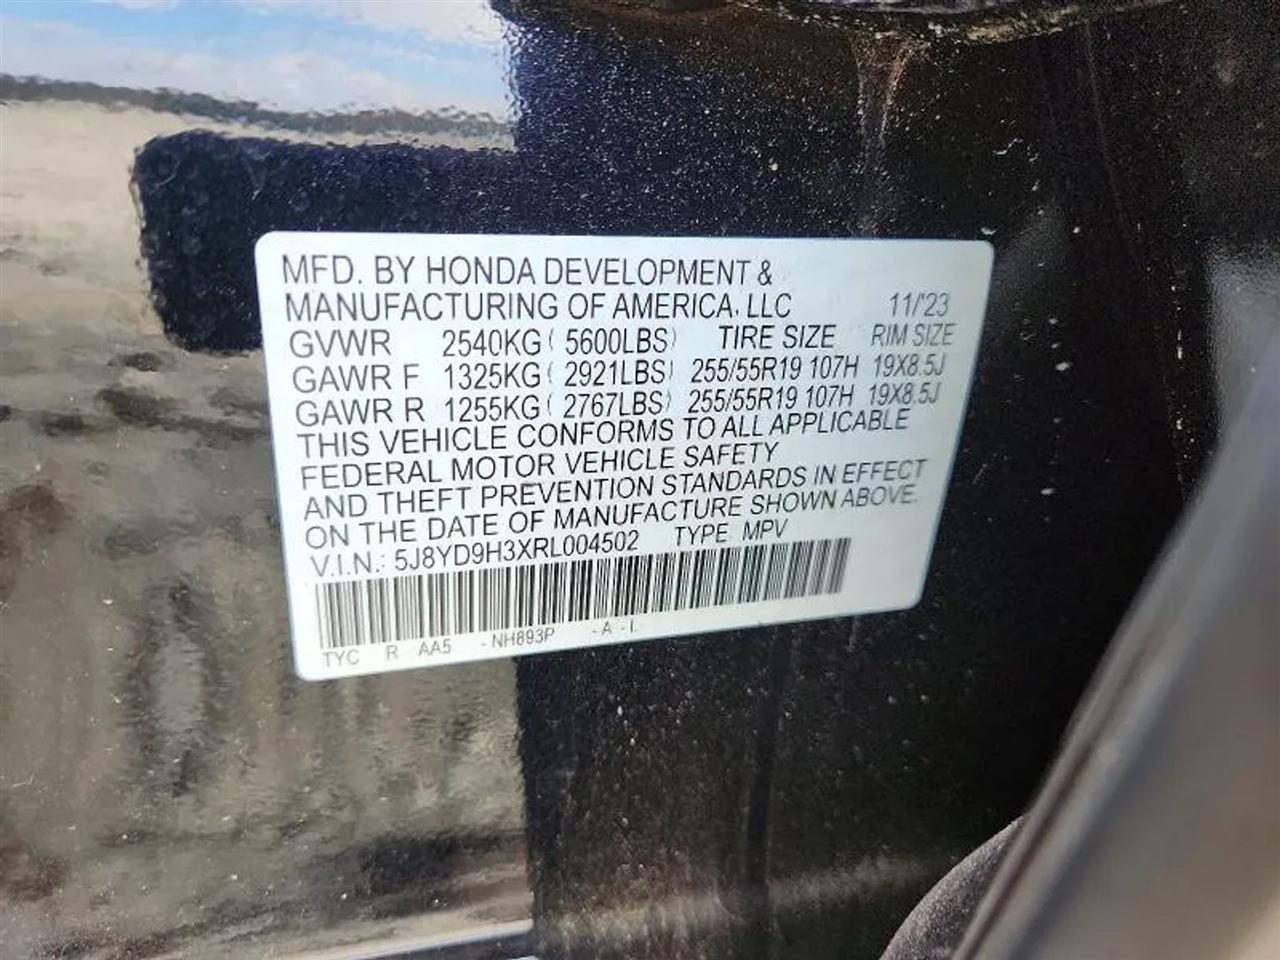 MFD. BY HONDA DEVELOPMENT &
MANUFACTURING OF AMERICA, LLC 11/'23
GVWR 2540KG ( 5600LBS) TIRE SIZE RIM SIZE
GAWR F 1325KG ( 2921LBS) 255/55R19 107H 19X8.5J
GAWR R 1255KG ( 2767LBS) 255/55R19 107H 19X8.5J
THIS VEHICLE CONFORMS TO ALL APPLICABLE
FEDERAL MOTOR VEHICLE SAFETY
AND THEFT PREVENTION STANDARDS IN EFFECT
ON THE DATE OF MANUFACTURE SHOWN ABOVE.
V.I.N.: 5J8YD9H3XRL004502 TYPE MPV
TYC R AA5 -NH893P -A -L